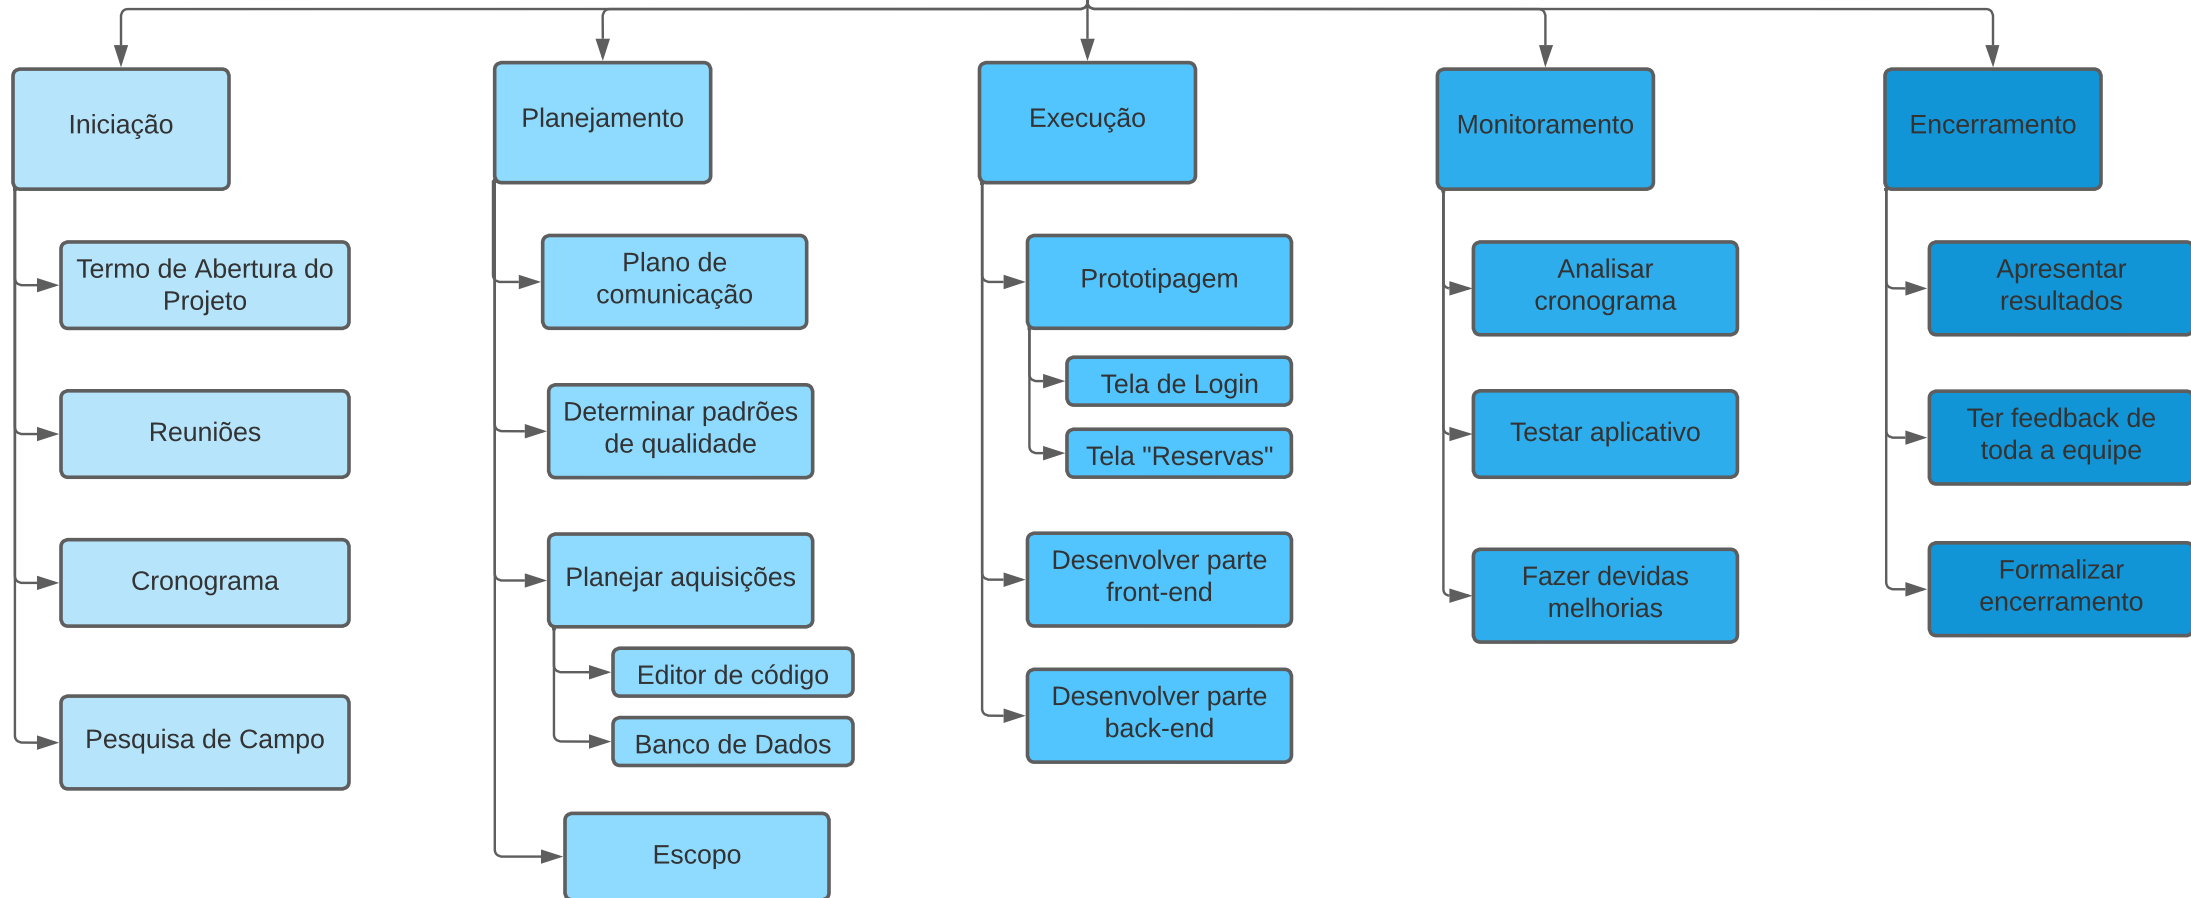 Iniciação
Termo de Abertura do
Projeto
Reuniões
Cronograma
Pesquisa de Campo
Planejamento
Plano de
comunicação
Determinar padrões
de qualidade
Planejar aquisições
Editor de código
Banco de Dados
Escopo
Execução
Prototipagem
Tela de Login
Tela "Reservas"
Desenvolver parte
front-end
Desenvolver parte
back-end
Monitoramento
Analisar
cronograma
Testar aplicativo
Fazer devidas
melhorias
Encerramento
Apresentar
resultados
Ter feedback de
toda a equipe
Formalizar
encerramento